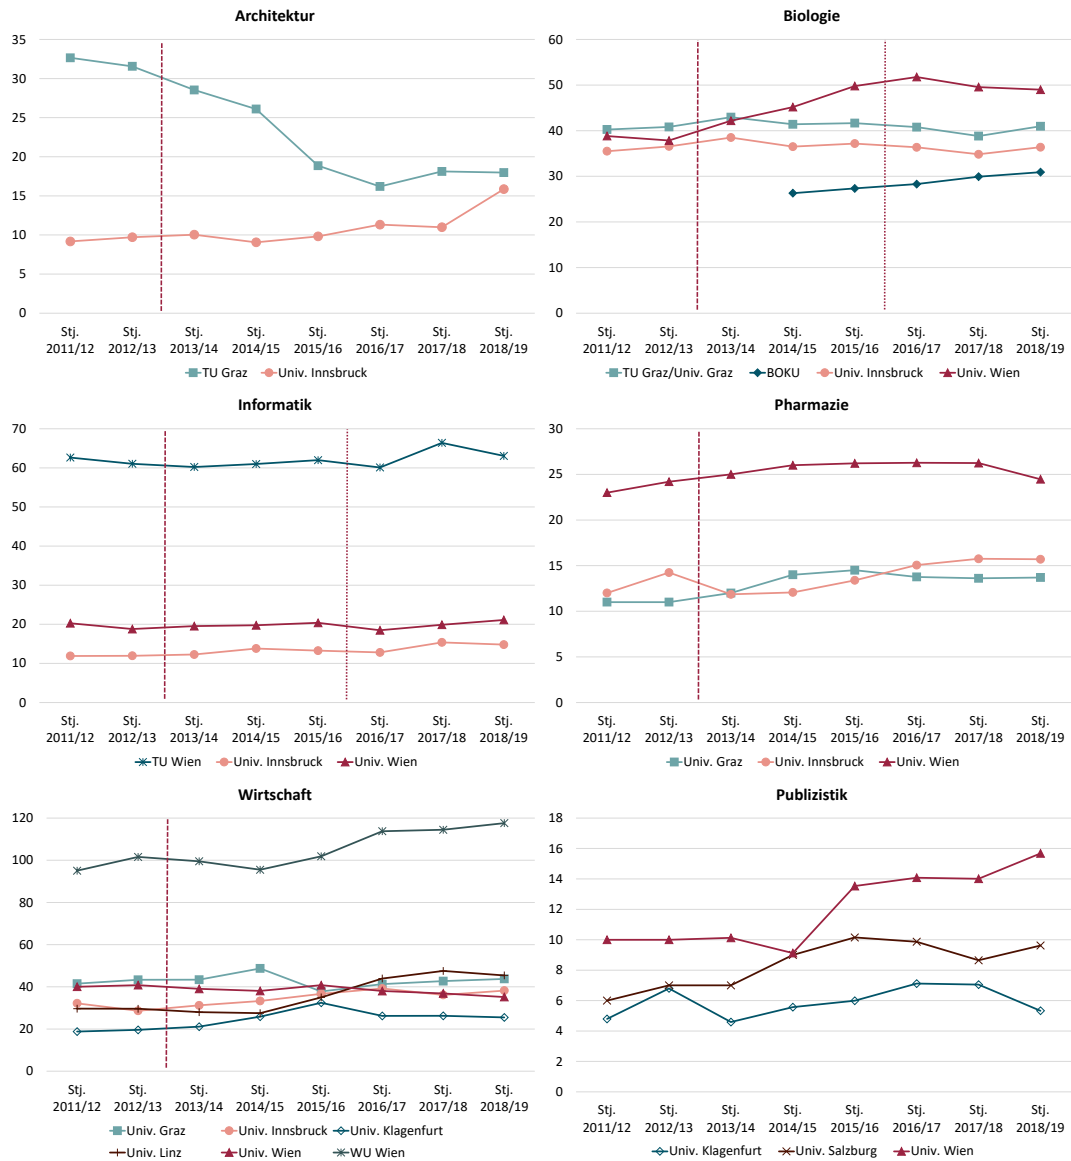 Architektur
35
30
25
20
15
10
5
0
Stj. Stj. Stj. Stj. Stj. Stj. Stj. Stj.
2011/12 2012/13 2013/14 2014/15 2015/16 2016/17 2017/18 2018/19
TU Graz Univ. Innsbruck
Biologie
60
50
40
30
20
10
0
Stj. Stj. Stj. Stj. Stj. Stj. Stj. Stj.
2011/12 2012/13 2013/14 2014/15 2015/16 2016/17 2017/18 2018/19
TU Graz/Univ. Graz BOKU Univ. Innsbruck Univ. Wien
Informatik
70
60
50
40
30
20
10
0
Stj. Stj. Stj. Stj. Stj. Stj. Stj. Stj.
2011/12 2012/13 2013/14 2014/15 2015/16 2016/17 2017/18 2018/19
TU Wien Univ. Innsbruck Univ. Wien
Pharmazie
30
25
20
15
10
5
0
Stj. Stj. Stj. Stj. Stj. Stj. Stj. Stj.
2011/12 2012/13 2013/14 2014/15 2015/16 2016/17 2017/18 2018/19
Univ. Graz Univ. Innsbruck Univ. Wien
Wirtschaft
120
100
80
60
40
20
0
Stj. Stj. Stj. Stj. Stj. Stj. Stj. Stj.
2011/12 2012/13 2013/14 2014/15 2015/16 2016/17 2017/18 2018/19
Univ. Graz Univ. Innsbruck Univ. Klagenfurt
Univ. Linz Univ. Wien WU Wien
Publizistik
18
16
14
12
10
8
6
4
2
0
Stj. Stj. Stj. Stj. Stj. Stj. Stj. Stj.
2011/12 2012/13 2013/14 2014/15 2015/16 2016/17 2017/18 2018/19
Univ. Klagenfurt Univ. Salzburg Univ. Wien